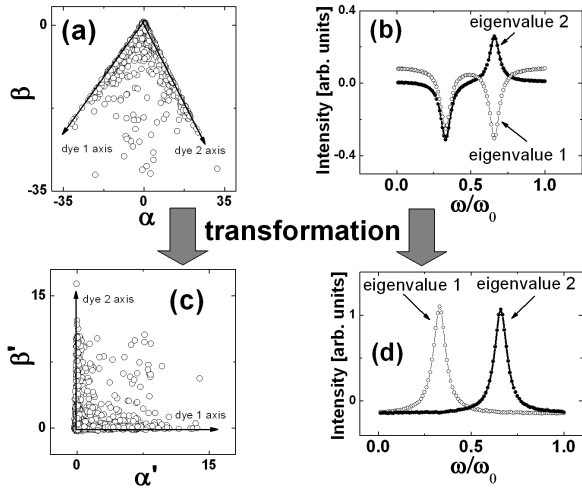 (a)
0
β
-35
-35
0
35
α
dye 1 axis
dye 2 axis
(b)
0.4
0.0
-0.4
Intensity [arb. units]
eigenvalue 2
eigenvalue 1
0.0
0.5
1.0
ω/ω0
transformation
(c)
15
β'
0
dye 2 axis
dye 1 axis
0
15
α'
(d)
Intensity [arb. units]
1
0
eigenvalue 1
eigenvalue 2
0.0
0.5
1.0
ω/ω0